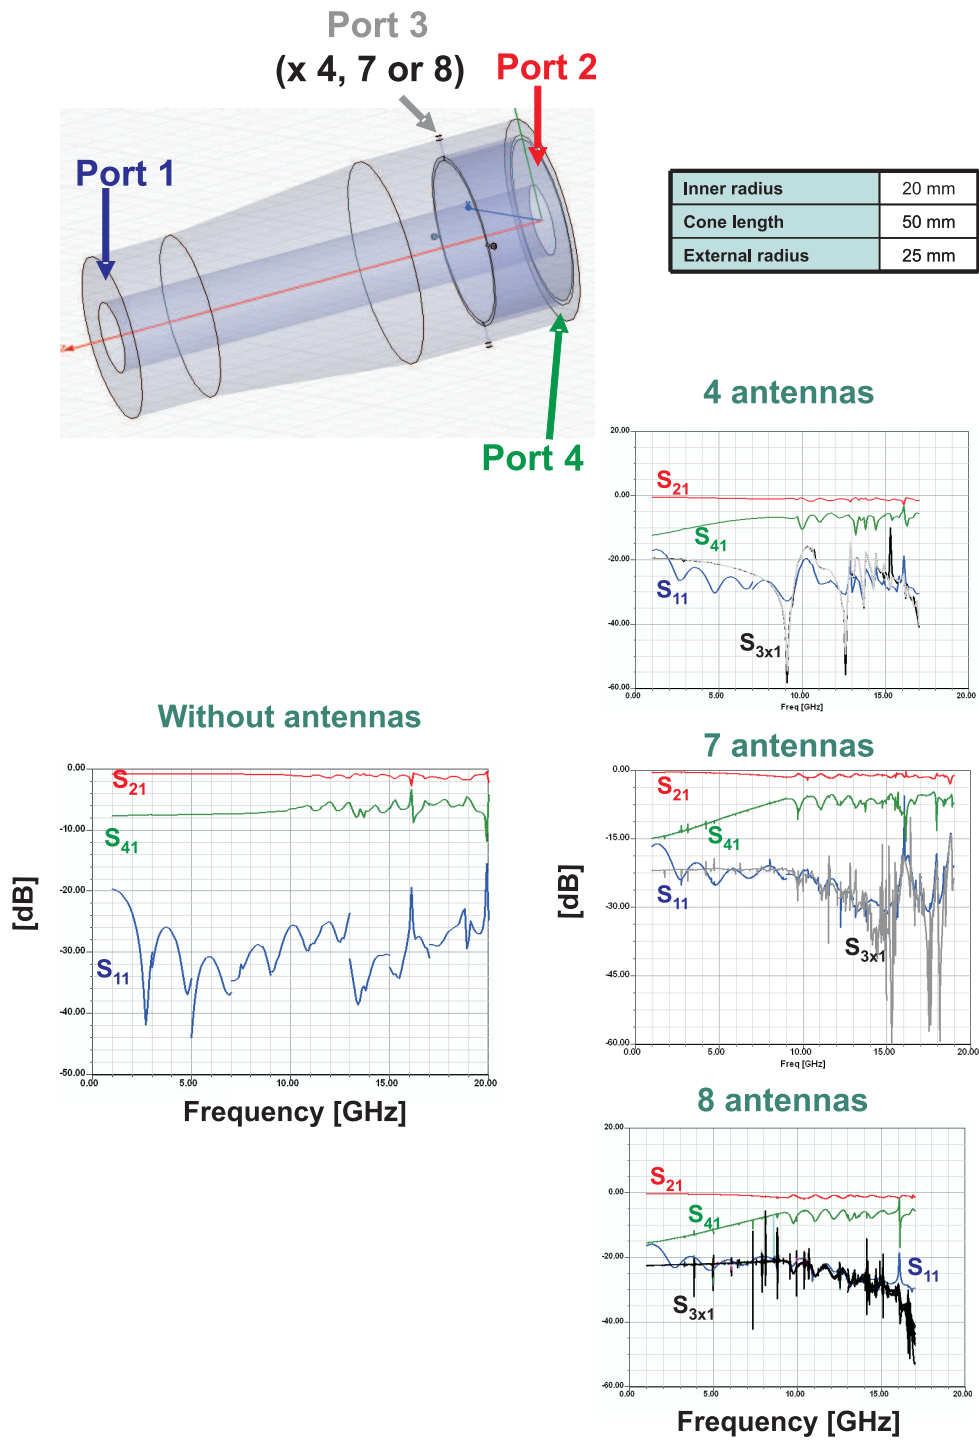 Port 3
(x 4, 7 or 8)
Port 2
Port 1
Port 4
Inner radius 20 mm
Cone length 50 mm
External radius 25 mm
4 antennas
20.00
0.00
-20.00
-40.00
-60.00
S21
S41
S11
S3x1
0.00 5.00 10.00 15.00 20.00
Freq [GHz]
Without antennas
0.00
-10.00
-20.00
-30.00
-40.00
-50.00
[dB]
S21
S41
S11
0.00 5.00 10.00 15.00 20.00
Frequency [GHz]
7 antennas
0.00
-15.00
-30.00
-45.00
-60.00
[dB]
S21
S41
S11
S3x1
0.00 5.00 10.00 15.00 20.00
Freq [GHz]
8 antennas
20.00
0.00
-20.00
-40.00
-60.00
S21
S41
S11
S3x1
0.00 5.00 10.00 15.00 20.00
Frequency [GHz]